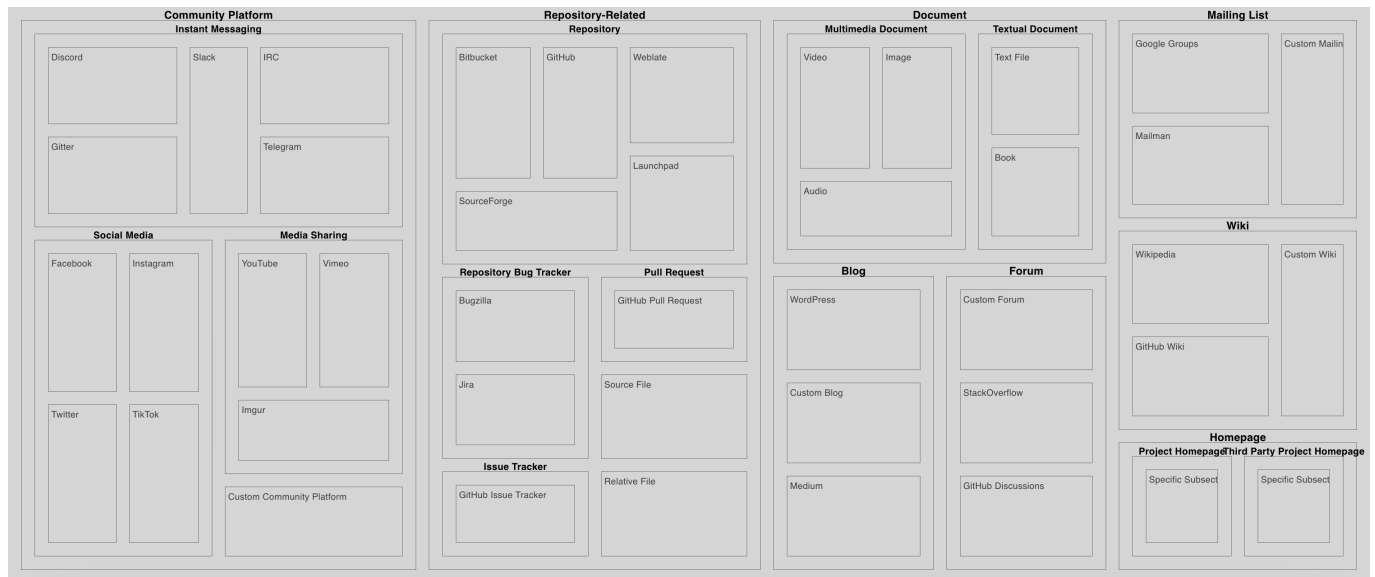 Community Platform
Instant Messaging
Discord
Slack
IRC
Gitter
Telegram
Social Media
Facebook
Instagram
Twitter
TikTok
Media Sharing
YouTube
Vimeo
Imgur
Custom Community Platform
Repository-Related
Repository
Bitbucket
GitHub
Weblate
Launchpad
SourceForge
Repository Bug Tracker
Bugzilla
Jira
Pull Request
GitHub Pull Request
Source File
Issue Tracker
GitHub Issue Tracker
Relative File
Document
Multimedia Document
Video
Image
Audio
Textual Document
Text File
Book
Blog
WordPress
Custom Blog
Medium
Forum
Custom Forum
StackOverflow
GitHub Discussions
Mailing List
Google Groups
Custom Mailin
Mailman
Wiki
Wikipedia
Custom Wiki
GitHub Wiki
Homepage
Project Homepage
Specific Subsect
Third Party Project Homepage
Specific Subsect